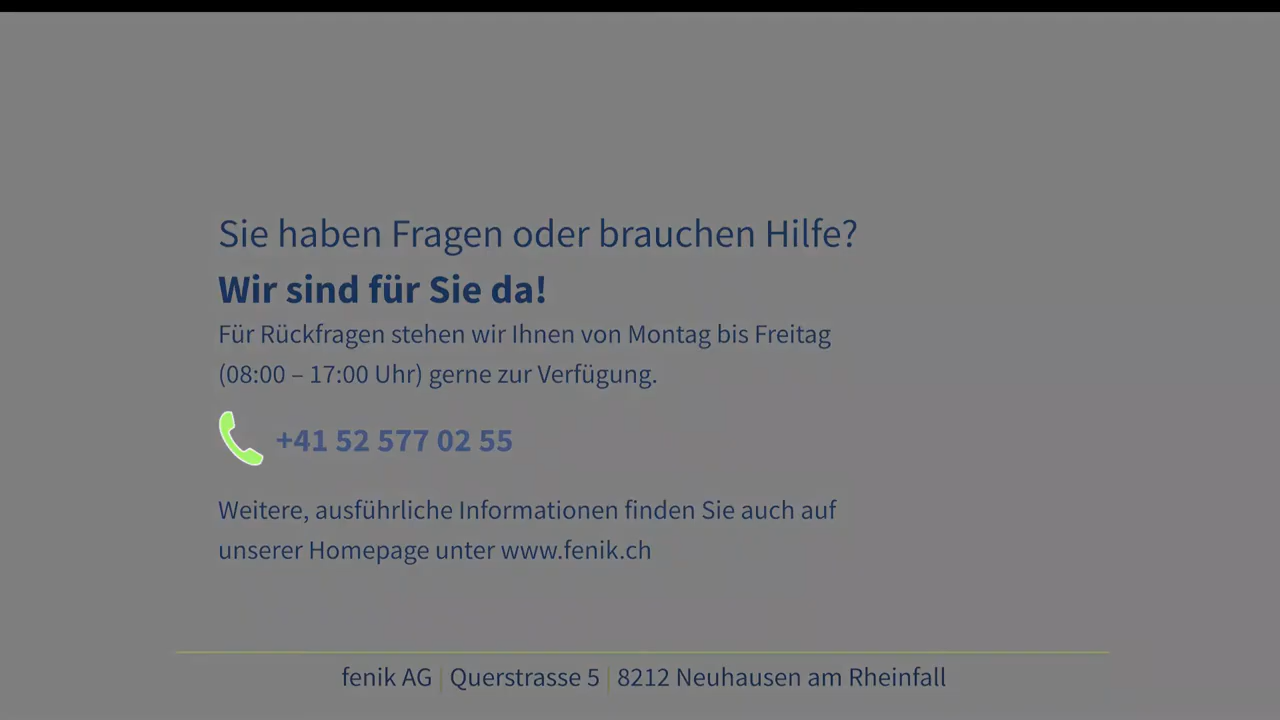 Sie haben Fragen oder brauchen Hilfe?
Wir sind für Sie da!
Für Rückfragen stehen wir Ihnen von Montag bis Freitag
(08:00 – 17:00 Uhr) gerne zur Verfügung.
+41 52 577 02 55
Weitere, ausführliche Informationen finden Sie auch auf
unserer Homepage unter www.fenik.ch
fenik AG | Querstrasse 5 | 8212 Neuhausen am Rheinfall